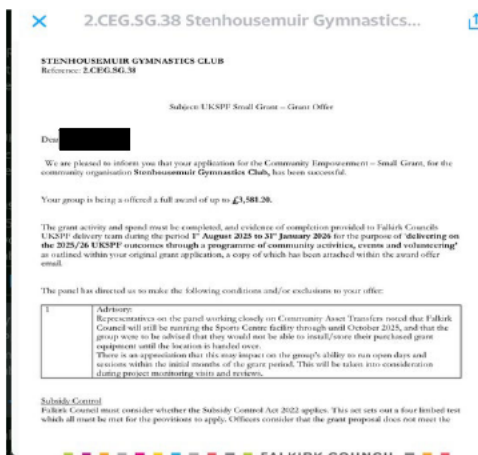 2.CEG.SG.38 Stenhousemuir Gymnastics...
STENHOUSEMUIR GYMNASTICS CLUB
Reference: 2.CEG.SG.38
Subject: UKSPF Small Grant – Grant Offer
Dear
We are pleased to inform you that your application for the Community Empowerment – Small Grant, for the
community organisation Stenhousemuir Gymnastics Club, has been successful.
Your group is being a offered a full award of up to £3,581.20.
The grant activity and spend must be completed, and evidence of completion provided to Falkirk Councils
UKSPF delivery team during the period 1st August 2025 to 31st January 2026 for the purpose of 'delivering on
the 2025/26 UKSPF outcomes through a programme of community activities, events and volunteering'
as outlined within your original grant application, a copy of which has been attached within the award offer
email.
The panel has directed us to make the following conditions and/or exclusions to your offer:
1 Advisory:
Representatives on the panel working closely on Community Asset Transfers noted that Falkirk
Council will still be running the Sports Centre facility through until October 2025, and that the
group were to be advised that they would not be able to install/store their purchased grant
equipment until the location is handed over.
There is an appreciation that this may impact on the group's ability to run open days and
sessions within the initial months of the grant period. This will be taken into consideration
during project monitoring visits and reviews.
Subsidy Control
Falkirk Council must consider whether the Subsidy Control Act 2022 applies. This act sets out a four limbed test
which all must be met for the provisions to apply. Officers consider that the grant proposal does not meet the
FALKIRK COUNCIL